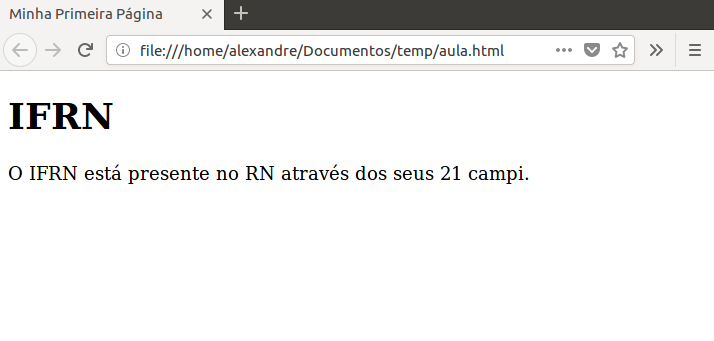 Minha Primeira Página
file:///home/alexandre/Documentos/temp/aula.html
IFRN
O IFRN está presente no RN através dos seus 21 campi.